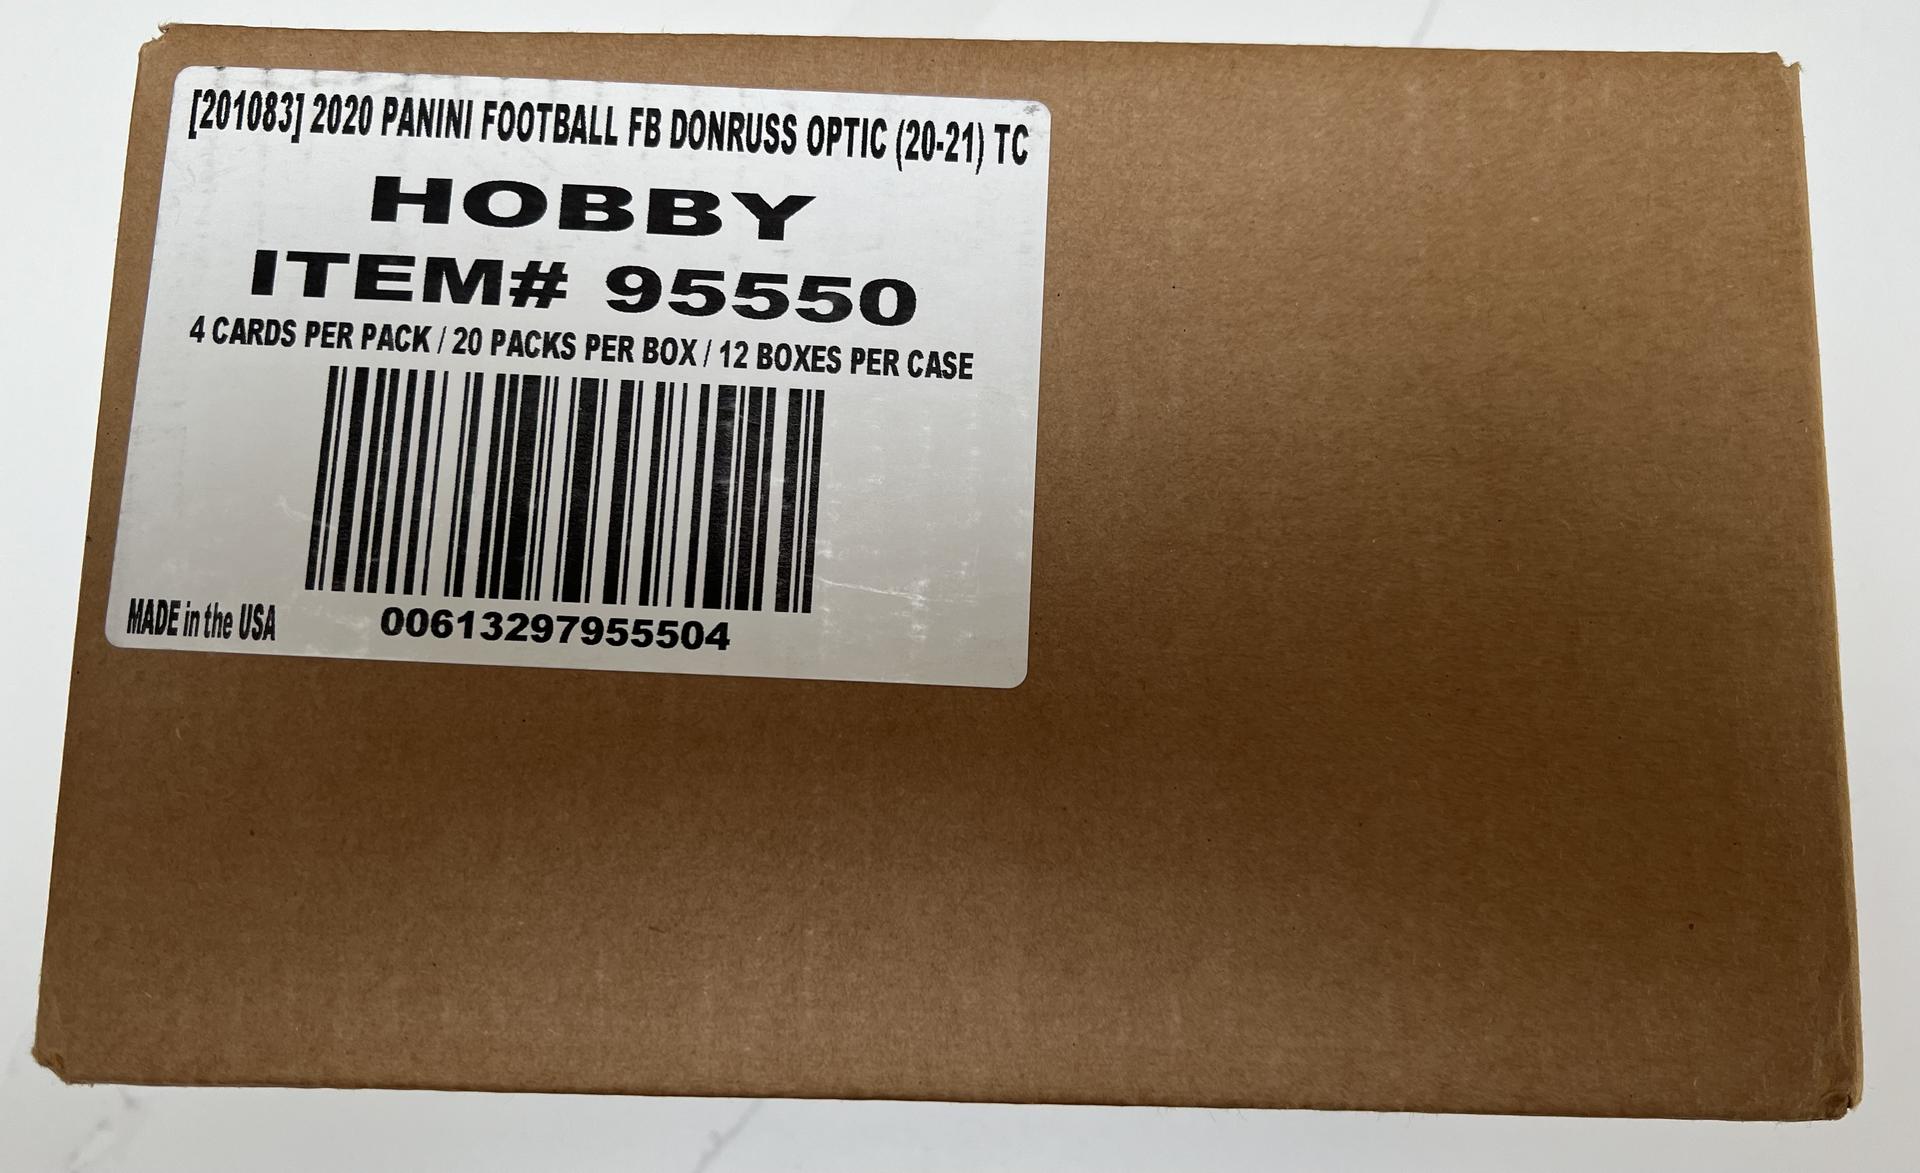 [201083] 2020 PANINI FOOTBALL FB DONRUSS OPTIC (20-21) TC
HOBBY
ITEM# 95550
4 CARDS PER PACK / 20 PACKS PER BOX / 12 BOXES PER CASE
MADE in the USA
00613297955504